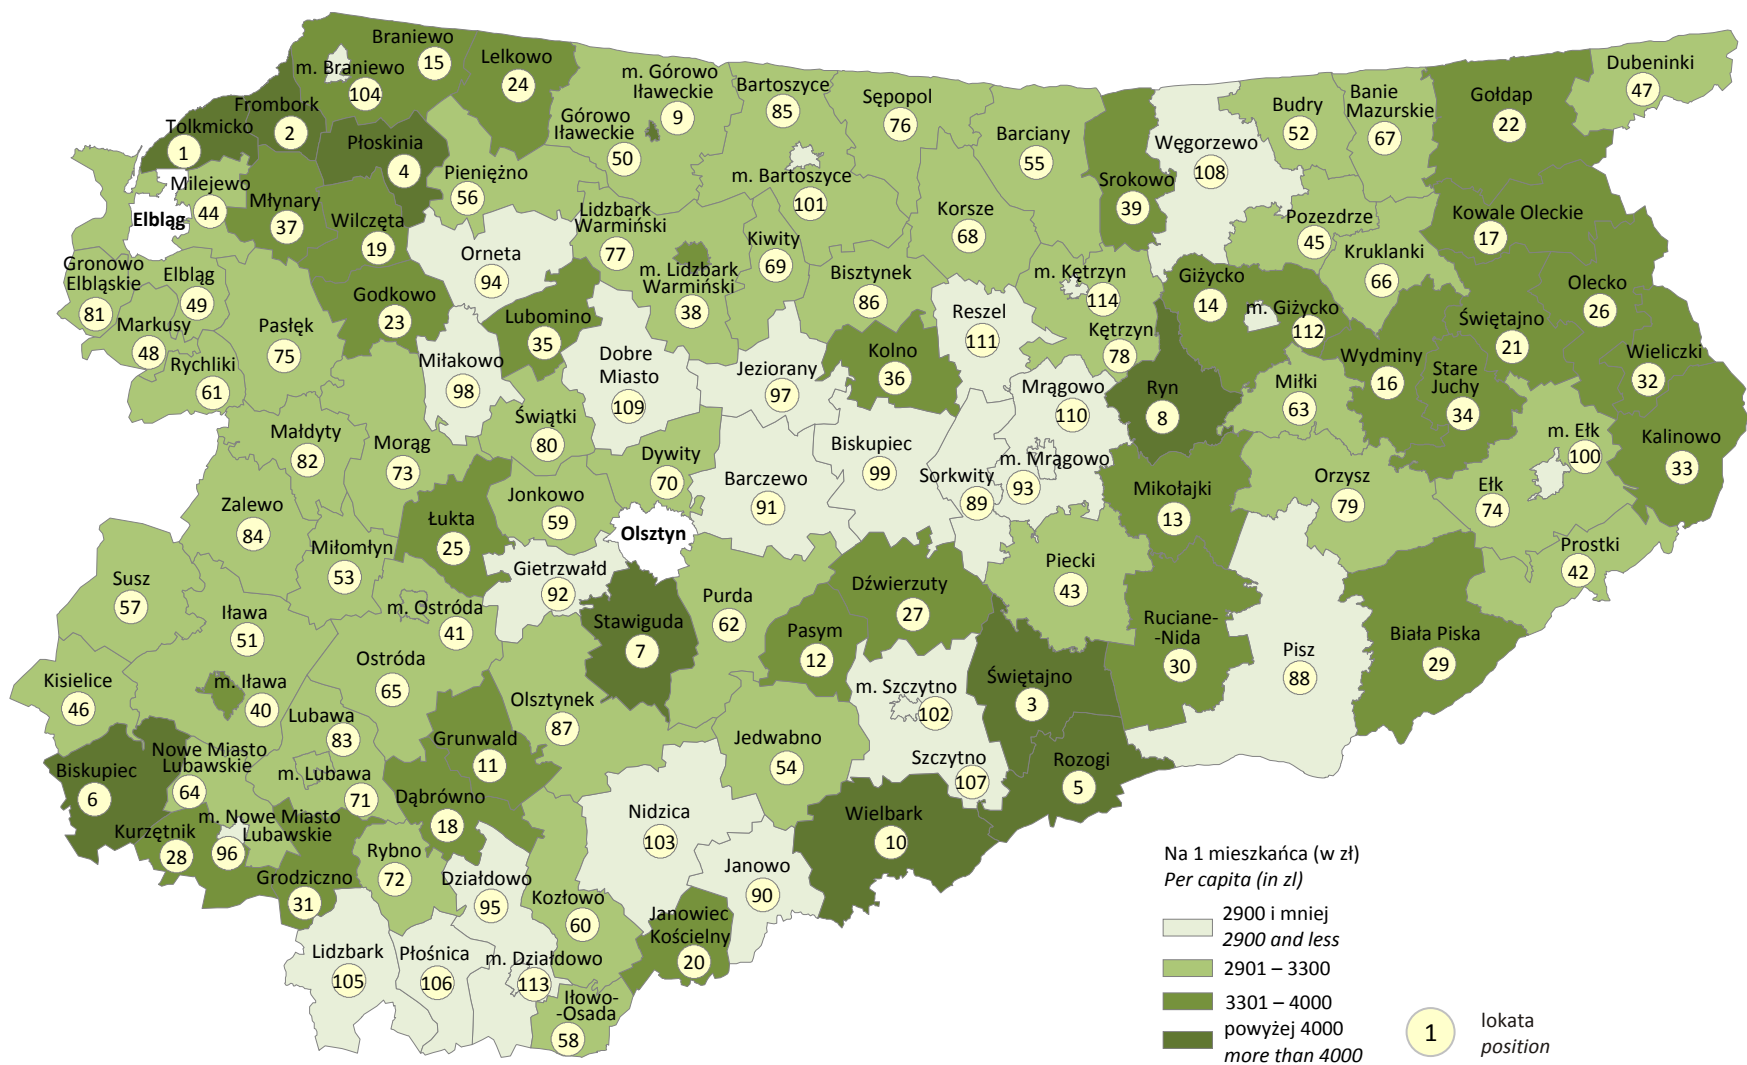 Braniewo
15
m. Braniewo
104
Lelkowo
24
Frombork
2
Tolkmicko
1
Płoskinia
4
m. Górowo
Iławeckie
9
Górowo
Iławeckie
50
Bartoszyce
85
Sępopol
76
Barciany
55
Srokowo
39
Węgorzewo
108
Budry
52
Banie
Mazurskie
67
Gołdap
22
Dubeninki
47
Milejewo
44
Elbląg
Młynary
37
Wilczęta
19
Pieniężno
56
Orneta
94
Lidzbark
Warmiński
77
m. Lidzbark
Warmiński
38
m. Bartoszyce
101
Kiwity
69
Korsze
68
Bisztynek
86
m. Kętrzyn
114
Kętrzyn
78
Pozezdrze
45
Kruklanki
66
Kowale Oleckie
17
Olecko
26
Gronowo
Elbląskie
81
Elbląg
49
Markusy
48
Rychliki
61
Pasłęk
75
Godkowo
23
Lubomino
35
Miłakowo
98
Dobre
Miasto
109
Jeziorany
97
Kolno
36
Reszel
111
Giżycko
14
m. Giżycko
112
Wydminy
16
Świętajno
21
Stare
Juchy
34
Wieliczki
32
Mrągowo
110
Ryn
8
Miłki
63
Małdyty
82
Morąg
73
Świątki
80
Dywity
70
Barczewo
91
Biskupiec
99
Sorkwity
89
m. Mrągowo
93
Mikołajki
13
Orzysz
79
Ełk
74
m. Ełk
100
Kalinowo
33
Zalewo
84
Miłomłyn
53
Łukta
25
Jonkowo
59
Olsztyn
Gietrzwałd
92
Susz
57
Iława
51
m. Ostróda
41
Stawiguda
7
Purda
62
Pasym
12
Dźwierzuty
27
Piecki
43
Ruciane-
-Nida
30
Pisz
88
Biała Piska
29
Prostki
42
Kisielice
46
m. Iława
40
Ostróda
65
Olsztynek
87
Lubawa
83
m. Lubawa
71
Grunwald
11
Jedwabno
54
m. Szczytno
102
Szczytno
107
Świętajno
3
Rozogi
5
Biskupiec
6
Nowe Miasto
Lubawskie
64
m. Nowe Miasto
Lubawskie
96
Kurzętnik
28
Dąbrówno
18
Rybno
72
Grodziczno
31
Działdowo
95
Nidzica
103
Wielbark
10
Janowo
90
Kozłowo
60
Janowiec
Kościelny
20
Lidzbark
105
Płośnica
106
m. Działdowo
113
Iłowo-
-Osada
58
Na 1 mieszkańca (w zł)
Per capita (in zl)
2900 i mniej
2900 and less
2901 – 3300
3301 – 4000
powyżej 4000
more than 4000
1
lokata
position